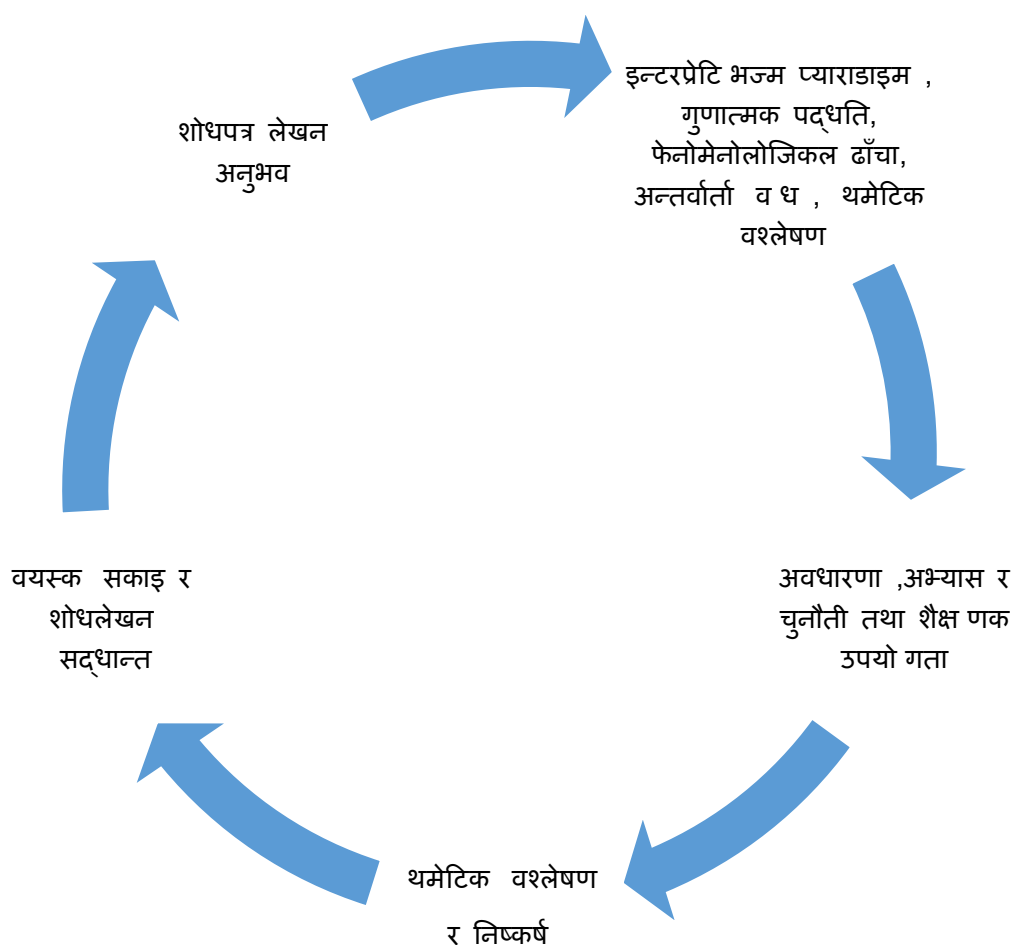 शोधपत्र लेखन
अनुभव
इन्टरप्रेटि भज्म प्याराडाइम ,
गुणात्मक पद्धति,
फेनोमेनोलोजिकल ढाँचा,
अन्तर्वार्ता व ध , थमेटिक
वश्लेषण
अवधारणा ,अभ्यास र
चुनौती तथा शैक्ष णक
उपयो गता
थमेटिक वश्लेषण
र निष्कर्ष
वयस्क सकाइ र
शोधलेखन
सद्धान्त